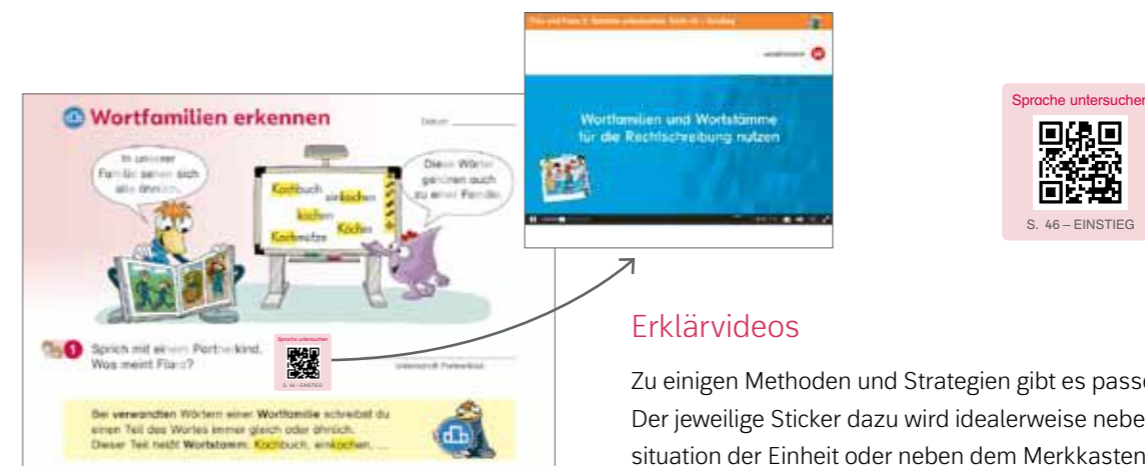 Wortfamilien erkennen
Datum
In unserer
Familie sehen sich
alle ähnlich.
Kochbuch
einkochen
kochen
Kochmütze
Köchin
Diese Wörter
gehören auch
zu einer Familie.
1 Sprich mit einem Partnerkind.
Was meint Flora?
Sprache untersuchen
S. 46 – EINSTIEG
Unterschrift Partnerkind
Bei verwandten Wörtern einer Wortfamilie schreibst du
einen Teil des Wortes immer gleich oder ähnlich.
Dieser Teil heißt Wortstamm: Kochbuch, einkochen, ...
westermann
Wortfamilien und Wortstämme
für die Rechtschreibung nutzen
Sprache untersuchen
S. 46 – EINSTIEG
Erklärvideos
Zu einigen Methoden und Strategien gibt es passe
Der jeweilige Sticker dazu wird idealerweise nebe
situation der Einheit oder neben dem Merkkasten